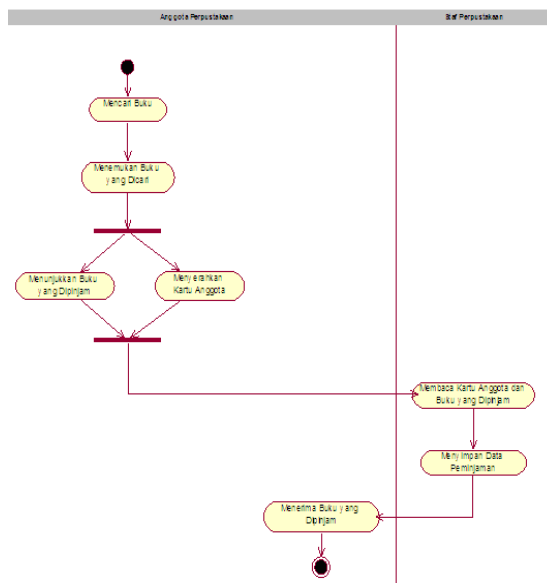 Anggota Perpustakaan
Staf Perpustakaan
Mencari Buku
Menemukan Buku
yang Dicari
Menunjukkan Buku
yang Dipinjam
Menyerahkan
Kartu Anggota
Membaca Kartu Anggota dan
Buku yang Dipinjam
Menyimpan Data
Peminjaman
Menerima Buku yang
Dipinjam